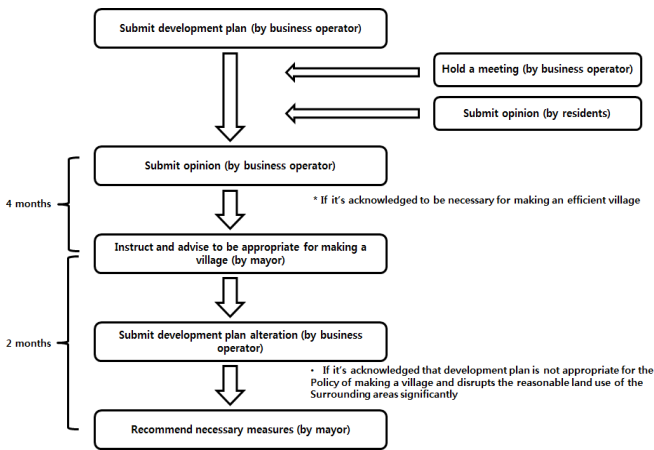 Submit development plan (by business operator)
Hold a meeting (by business operator)
Submit opinion (by residents)
Submit opinion (by business operator)
* If it's acknowledged to be necessary for making an efficient village
4 months
Instruct and advise to be appropriate for making a
village (by mayor)
Submit development plan alteration (by business
operator)
2 months
• If it's acknowledged that development plan is not appropriate for the
Policy of making a village and disrupts the reasonable land use of the
Surrounding areas significantly
Recommend necessary measures (by mayor)